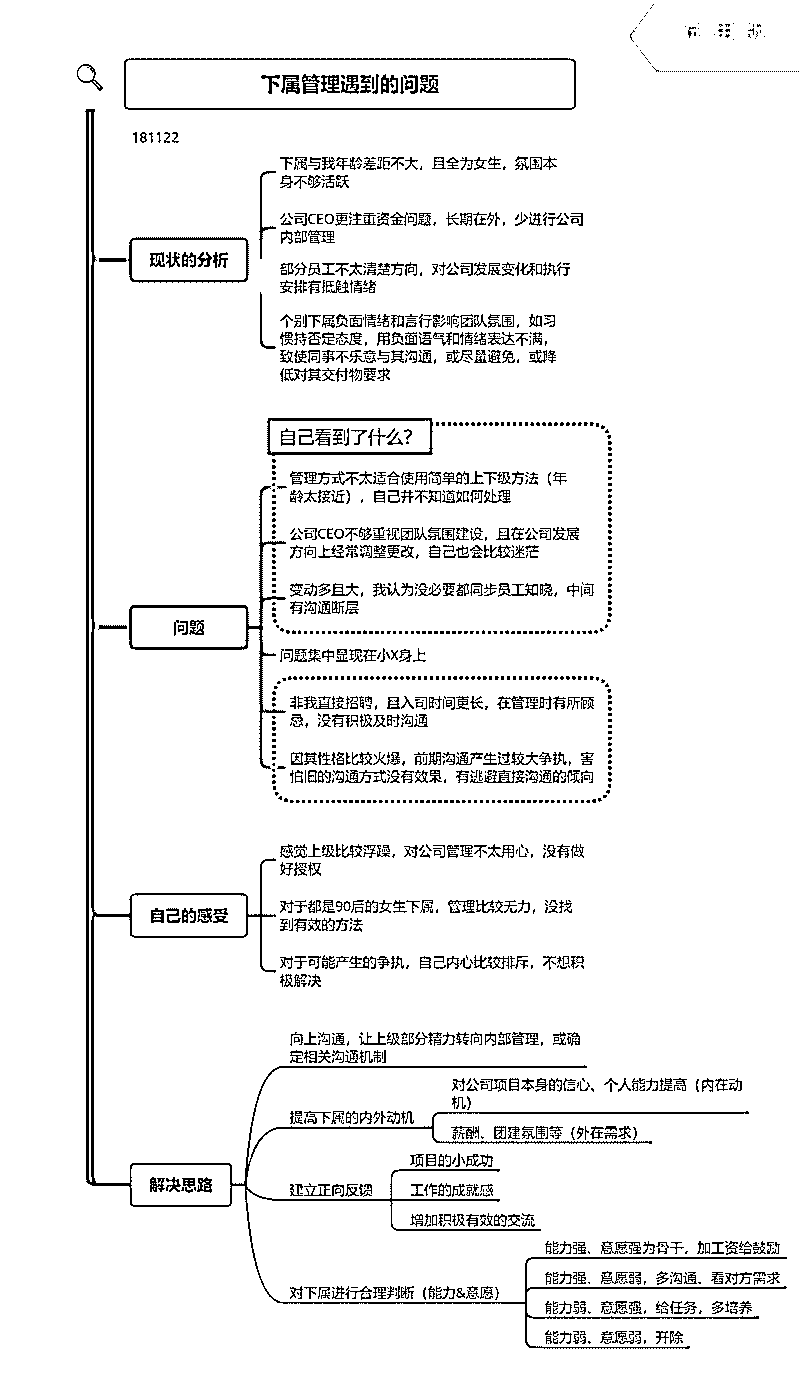 下属管理遇到的问题
181122
现状的分析
下属与我年龄差距不大，且全为女生，氛围本
身不够活跃
公司CEO更注重资金问题，长期在外，少进行公司
内部管理
部分员工不太清楚方向，对公司发展变化和执行
安排有抵触情绪
个别下属负面情绪和言行影响团队氛围，如习
惯持否定态度，用负面语气和情绪表达不满，
致使同事不乐意与其沟通，或尽量避免，或降
低对其交付物要求
问题
自己看到了什么？
管理方式不太适合使用简单的上下级方法（年
龄太接近），自己并不知道如何处理
公司CEO不够重视团队氛围建设，且在公司发展
方向上经常调整更改，自己也会比较迷茫
变动多且大，我认为没必要都同步员工知晓，中间
有沟通断层
问题集中显现在小X身上
非我直接招聘，且入司时间更长，在管理时有所顾
忌，没有积极及时沟通
因其性格比较火爆，前期沟通产生过较大争执，害
怕旧的沟通方式没有效果，有逃避直接沟通的倾向
自己的感受
感觉上级比较浮躁，对公司管理不太用心，没有做
好授权
对于都是90后的女生下属，管理比较无力，没找
到有效的方法
对于可能产生的争执，自己内心比较排斥，不想积
极解决
解决思路
向上沟通，让上级部分精力转向内部管理，或确
定相关沟通机制
提高下属的内外动机
对公司项目本身的信心、个人能力提高（内在动
机）
薪酬、团建氛围等（外在需求）
建立正向反馈
项目的小成功
工作的成就感
增加积极有效的交流
对下属进行合理判断（能力&意愿）
能力强、意愿强为骨干，加工资给鼓励
能力强、意愿弱，多沟通、看对方需求
能力弱、意愿强，给任务，多培养
能力弱、意愿弱，开除